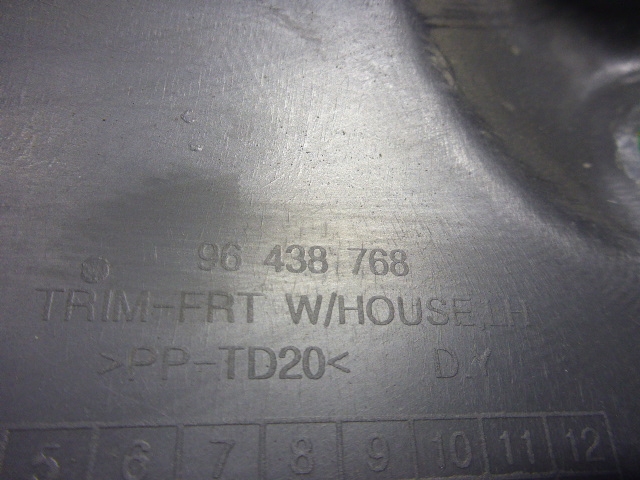 96 438 768
TRIM-FRT W/HOUSE,LH
>PP-TD20< D.Y
5 6 7 8 9 10 11 12